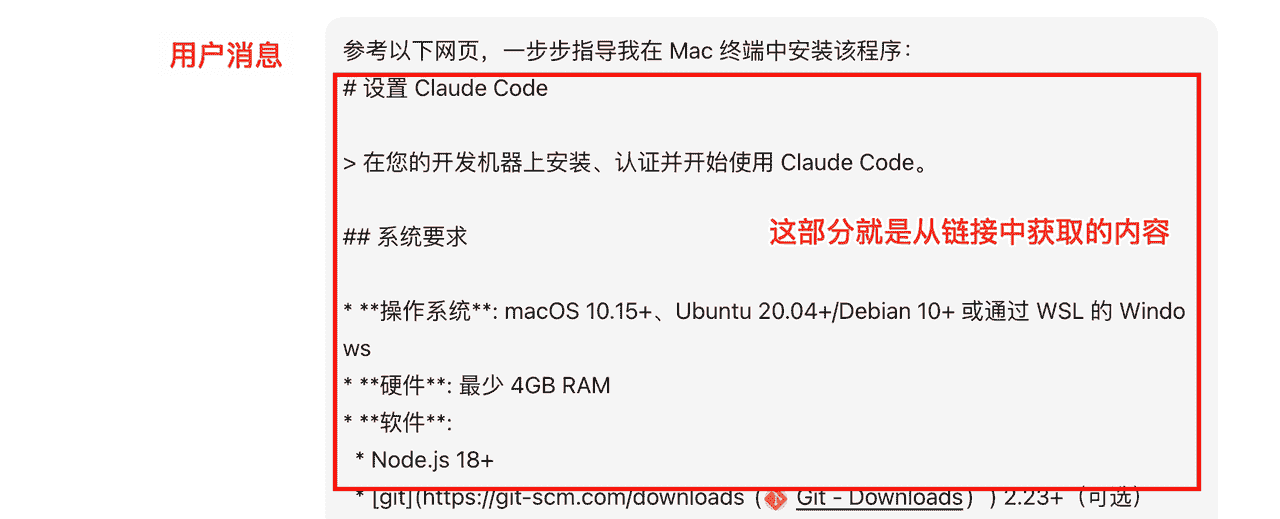 用户消息
参考以下网页，一步步指导我在 Mac 终端中安装该程序：
# 设置 Claude Code
> 在您的开发机器上安装、认证并开始使用 Claude Code。
## 系统要求
这部分就是从链接中获取的内容
* **操作系统**: macOS 10.15+、Ubuntu 20.04+/Debian 10+ 或通过 WSL 的 Windo
ws
* **硬件**: 最少 4GB RAM
* **软件**:
* Node.js 18+
* [git](https://git-scm.com/downloads（ Git - Downloads））2.23+（可选）